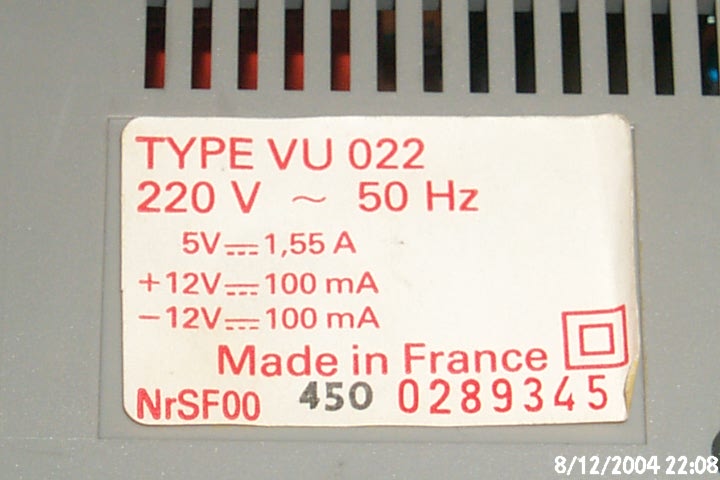 TYPE VU 022
220 V ~ 50 Hz
5V⎓1,55 A
+12V⎓100 mA
−12V⎓100 mA
Made in France
NrSF00 450 0289345
8/12/2004 22:08